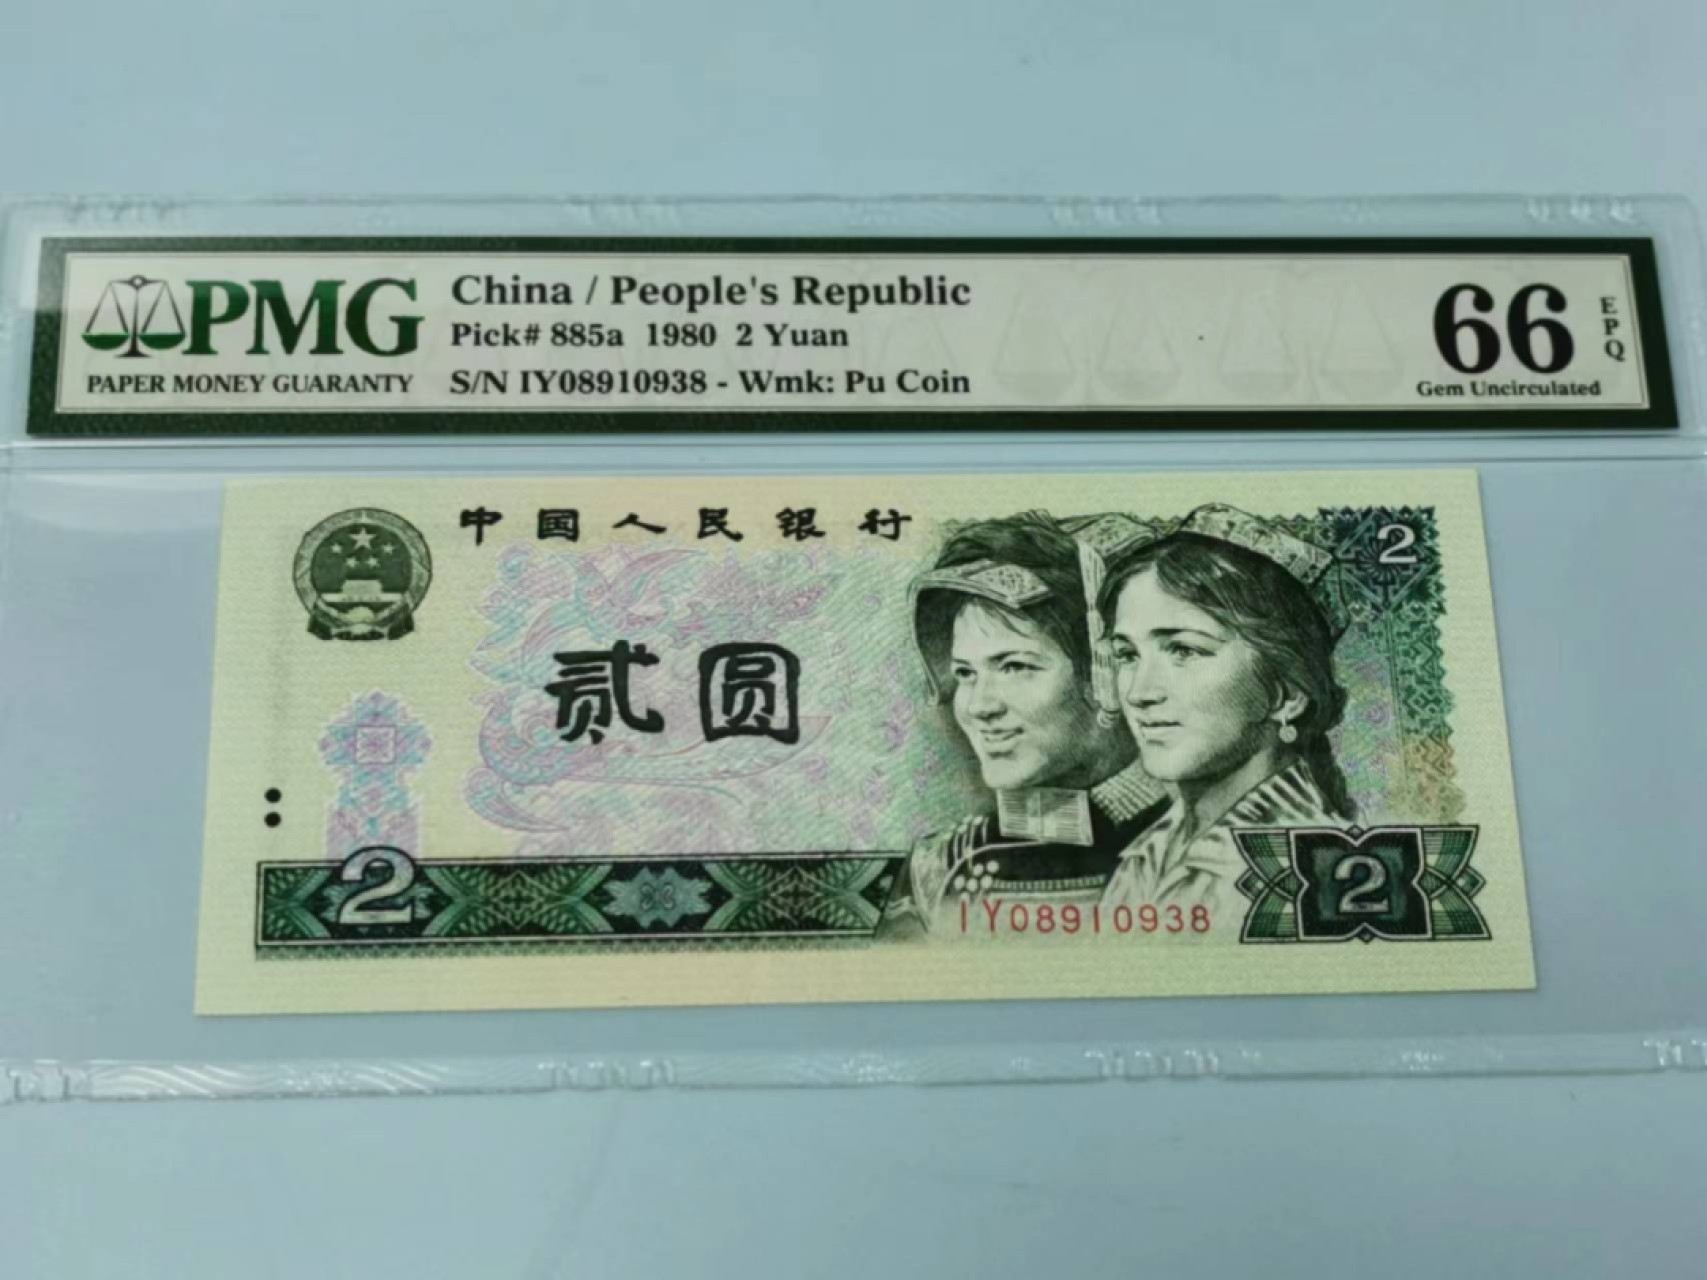 PMG
PAPER MONEY GUARANTY
China / People's Republic
Pick# 885a 1980 2 Yuan
S/N IY08910938 - Wmk: Pu Coin
66
EPQ
Gem Uncirculated
中国人民银行
2
贰圆
2
IY08910938
2